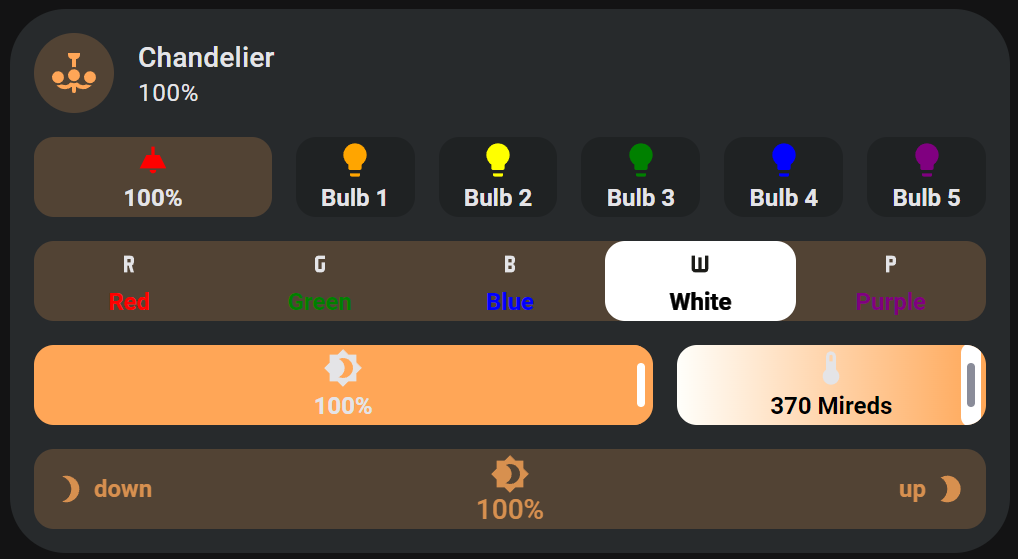 Chandelier
100%
100%
Bulb 1
Bulb 2
Bulb 3
Bulb 4
Bulb 5
R
G
B
W
P
Red
Green
Blue
White
Purple
100%
370 Mireds
down
100%
up